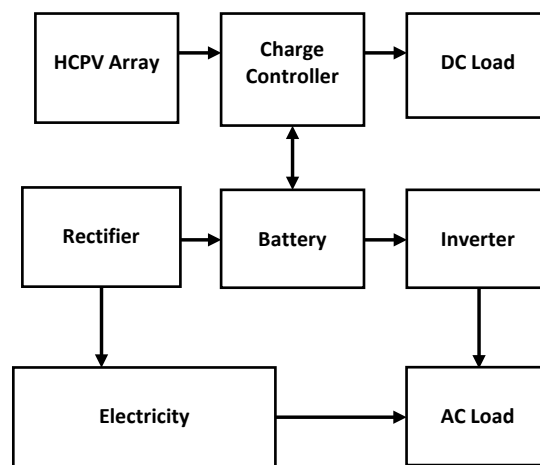 HCPV Array
Charge
Controller
DC Load
Rectifier
Battery
Inverter
Electricity
AC Load